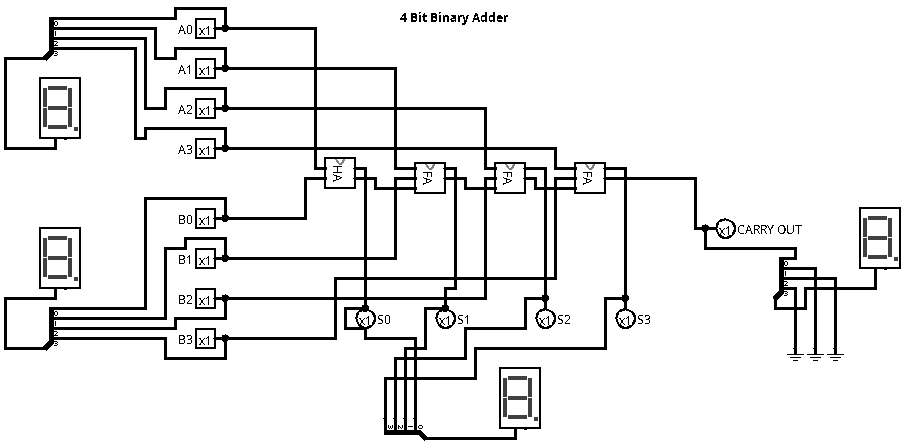 4 Bit Binary Adder
A0 x1
A1 x1
A2 x1
A3 x1
HA
FA
FA
FA
B0 x1
B1 x1
B2 x1
B3 x1
x1 CARRY OUT
x1 S0
x1 S1
x1 S2
x1 S3
0
1
2
3
0
1
2
3
0
1
2
3
3
2
1
0